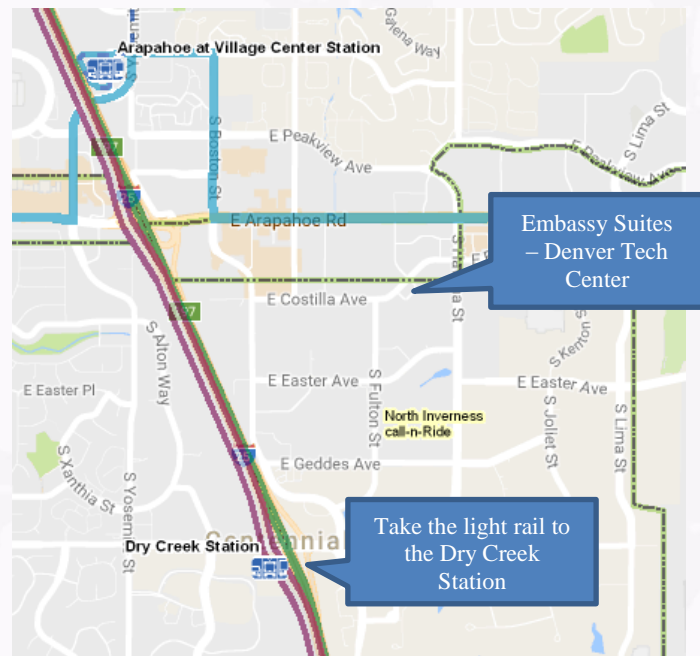 Galena Way
Arapahoe at Village Center Station
S Lima St
S Boston St
E Peakview Ave
E Peakview Ave
Embassy Suites
– Denver Tech
Center
E Arapahoe Rd
E Costilla Ave
S Kenton
S Alton Way
E Easter Pl
E Easter Ave
E Easter Ave
S Fulton St
North Inverness
call-n-Ride
S Joliet St
S Lima St
S Xanthia St
E Geddes Ave
S Yosemite St
Take the light rail to
the Dry Creek
Station
Dry Creek Station